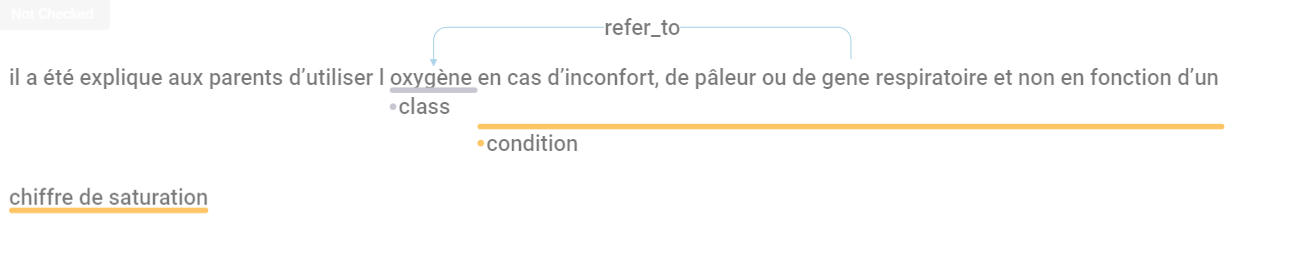 Not Checked
refer_to
il a été explique aux parents d’utiliser l oxygène en cas d’inconfort, de pâleur ou de gene respiratoire et non en fonction d’un
class
condition
chiffre de saturation